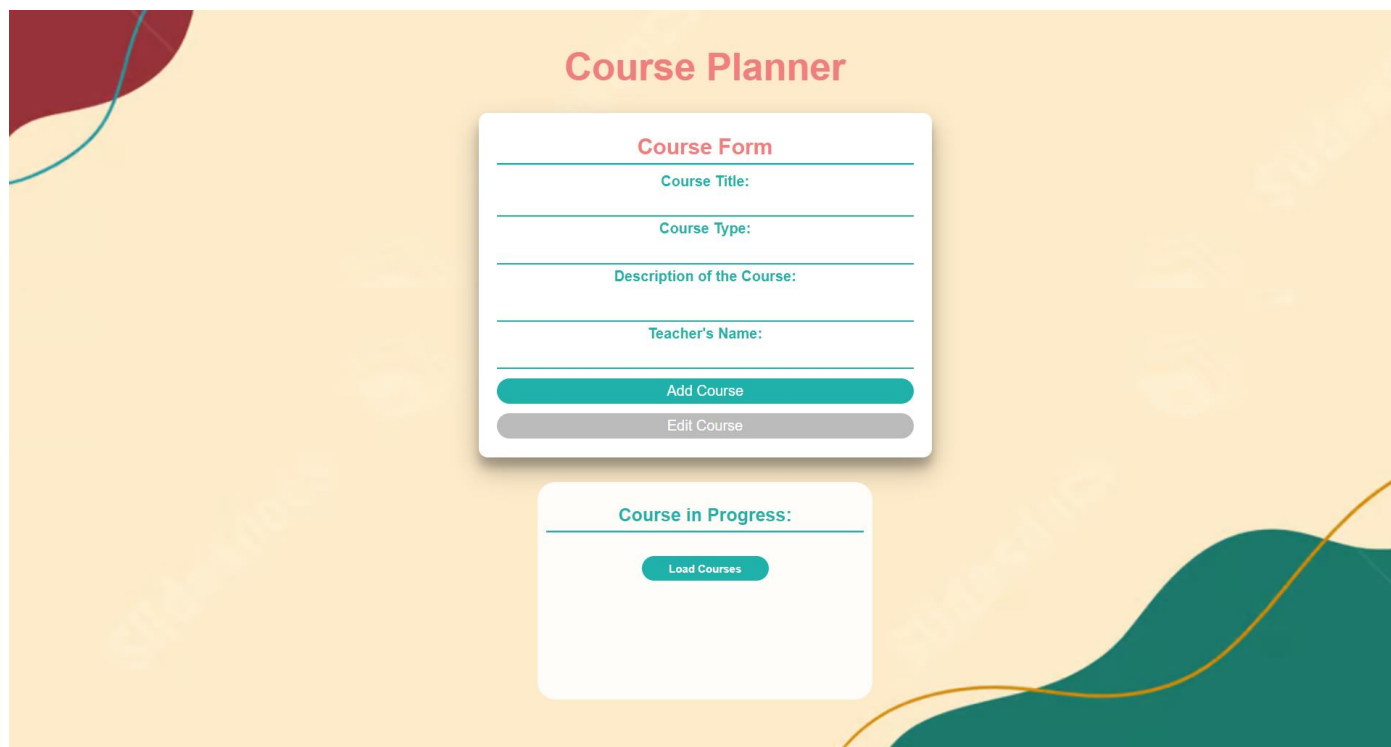 Course Planner
Course Form
Course Title:
Course Type:
Description of the Course:
Teacher's Name:
Add Course
Edit Course
Course in Progress:
Load Courses